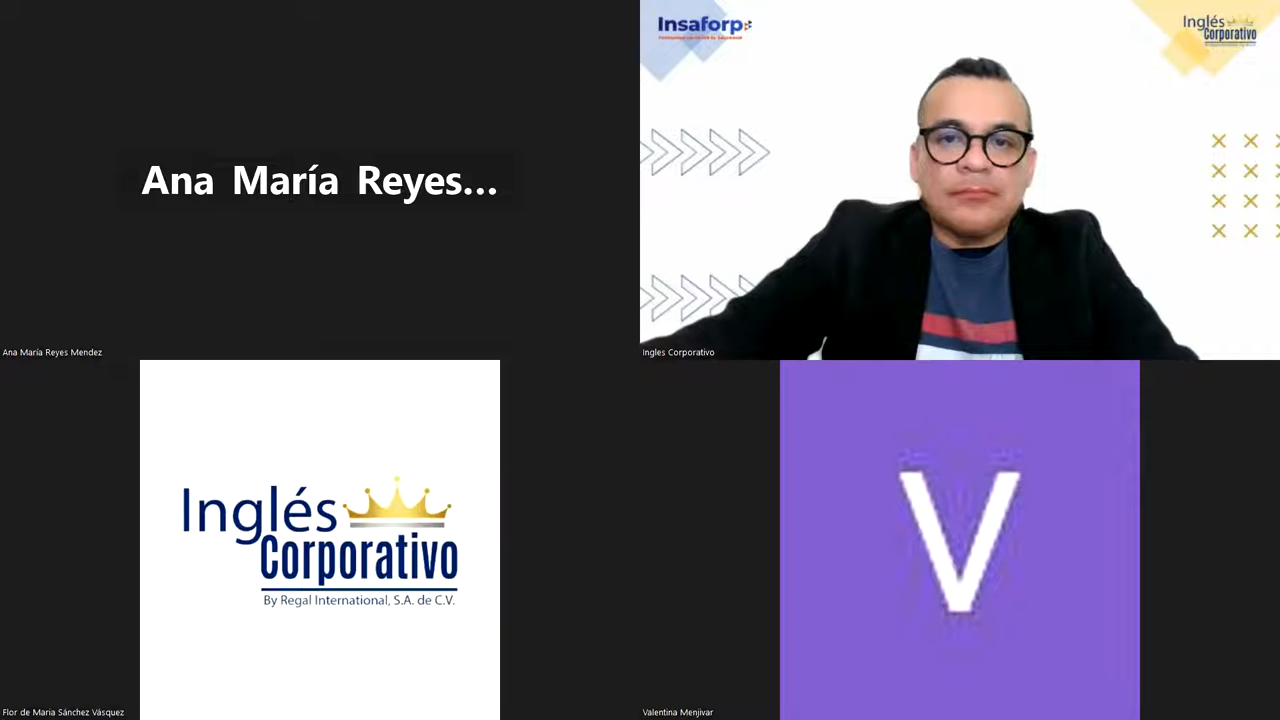 Ana María Reyes...
Ana María Reyes Mendez
Insaforp
Inglés
Corporativo
Ingles Corporativo
Inglés
Corporativo
By Regal International, S.A. de C.V.
Flor de Maria Sánchez Vásquez
V
Valentina Menjivar